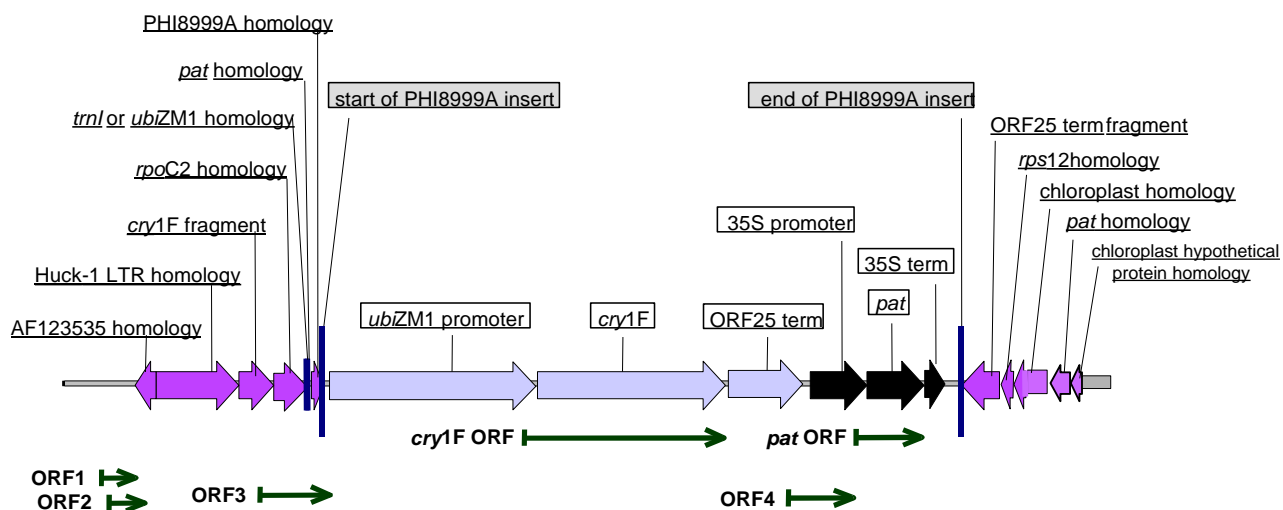 PHI8999A homology
pat homology
trnI or ubiZM1 homology
rpoC2 homology
cry1F fragment
Huck-1 LTR homology
AF123535 homology
start of PHI8999A insert
end of PHI8999A insert
ubiZM1 promoter
cry1F
ORF25 term
35S promoter
35S term
pat
ORF25 term fragment
rps12homology
chloroplast homology
pat homology
chloroplast hypothetical
protein homology
cry1F ORF
pat ORF
ORF1
ORF2
ORF3
ORF4